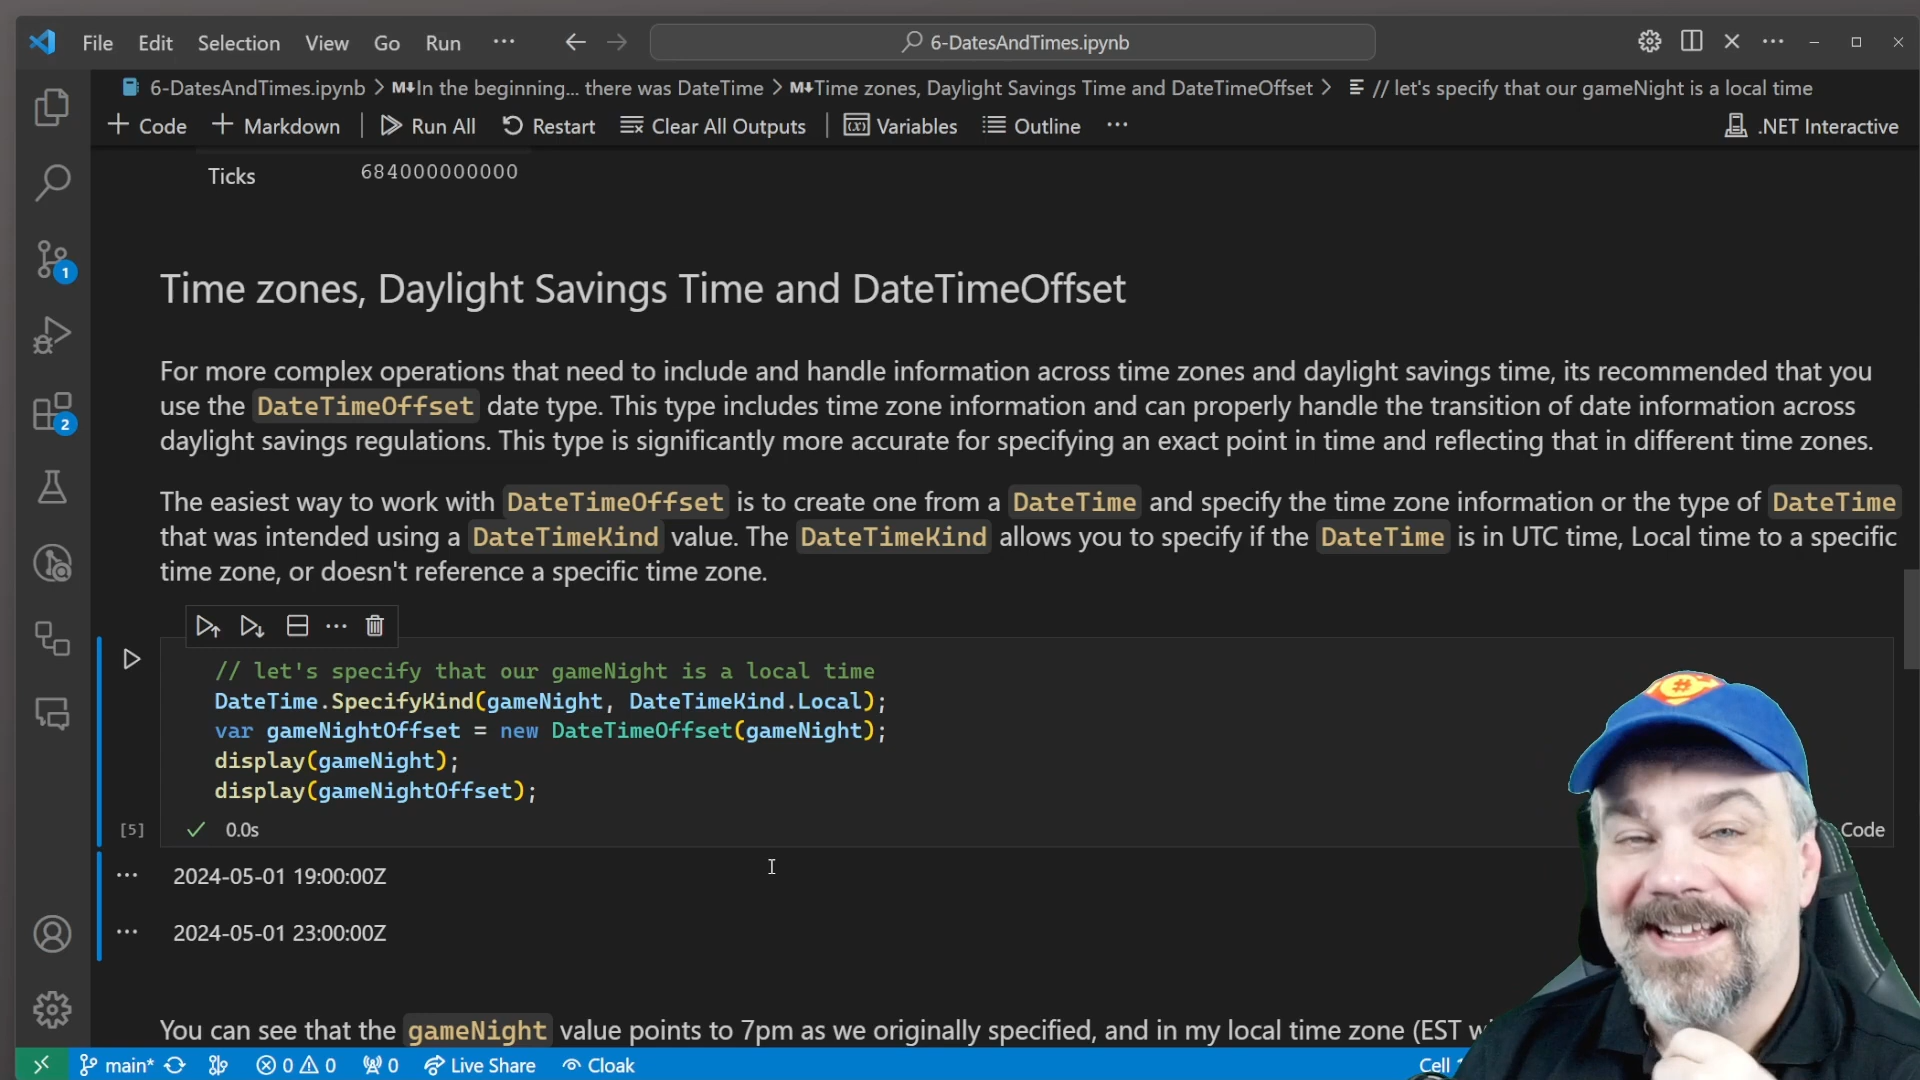 File Edit Selection View Go Run ··· 6-DatesAndTimes.ipynb
6-DatesAndTimes.ipynb > M↓In the beginning... there was DateTime > M↓Time zones, Daylight Savings Time and DateTimeOffset > // let's specify that our gameNight is a local time
+ Code + Markdown | Run All Restart Clear All Outputs | Variables Outline ··· .NET Interactive
Ticks 684000000000
Time zones, Daylight Savings Time and DateTimeOffset
For more complex operations that need to include and handle information across time zones and daylight savings time, its recommended that you
use the DateTimeOffset date type. This type includes time zone information and can properly handle the transition of date information across
daylight savings regulations. This type is significantly more accurate for specifying an exact point in time and reflecting that in different time zones.
The easiest way to work with DateTimeOffset is to create one from a DateTime and specify the time zone information or the type of DateTime
that was intended using a DateTimeKind value. The DateTimeKind allows you to specify if the DateTime is in UTC time, Local time to a specific
time zone, or doesn't reference a specific time zone.
// let's specify that our gameNight is a local time
DateTime.SpecifyKind(gameNight, DateTimeKind.Local);
var gameNightOffset = new DateTimeOffset(gameNight);
display(gameNight);
display(gameNightOffset);
[5] ✓ 0.0s Code
··· 2024-05-01 19:00:00Z
··· 2024-05-01 23:00:00Z
You can see that the gameNight value points to 7pm as we originally specified, and in my local time zone (EST
1
2
#
main* 0 0 0 Live Share Cloak Cell